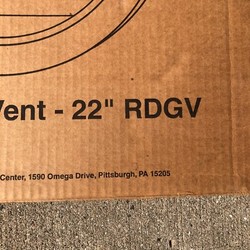 Vent - 22" RDGV
Center, 1590 Omega Drive, Pittsburgh, PA 15205